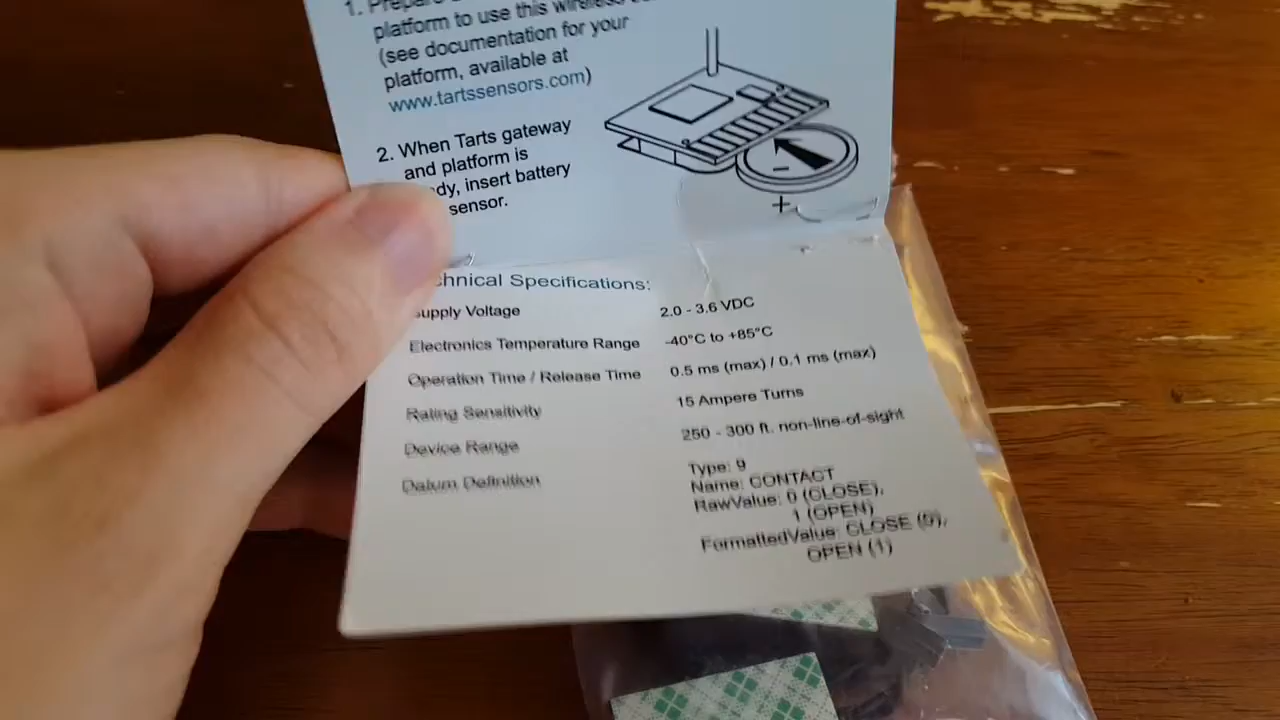 1. Prepare
platform to use this wireless
(see documentation for your
platform, available at
www.tartssensors.com)
2. When Tarts gateway
and platform is
dy, insert battery
sensor.
+
−
chnical Specifications:
Supply Voltage 2.0 - 3.6 VDC
Electronics Temperature Range -40°C to +85°C
Operation Time / Release Time 0.5 ms (max) / 0.1 ms (max)
Rating Sensitivity 15 Ampere Turns
Device Range 250 - 300 ft. non-line-of-sight
Datum Definition Type: 9
Name: CONTACT
RawValue: 0 (CLOSE),
1 (OPEN)
FormattedValue: CLOSE (0),
OPEN (1)